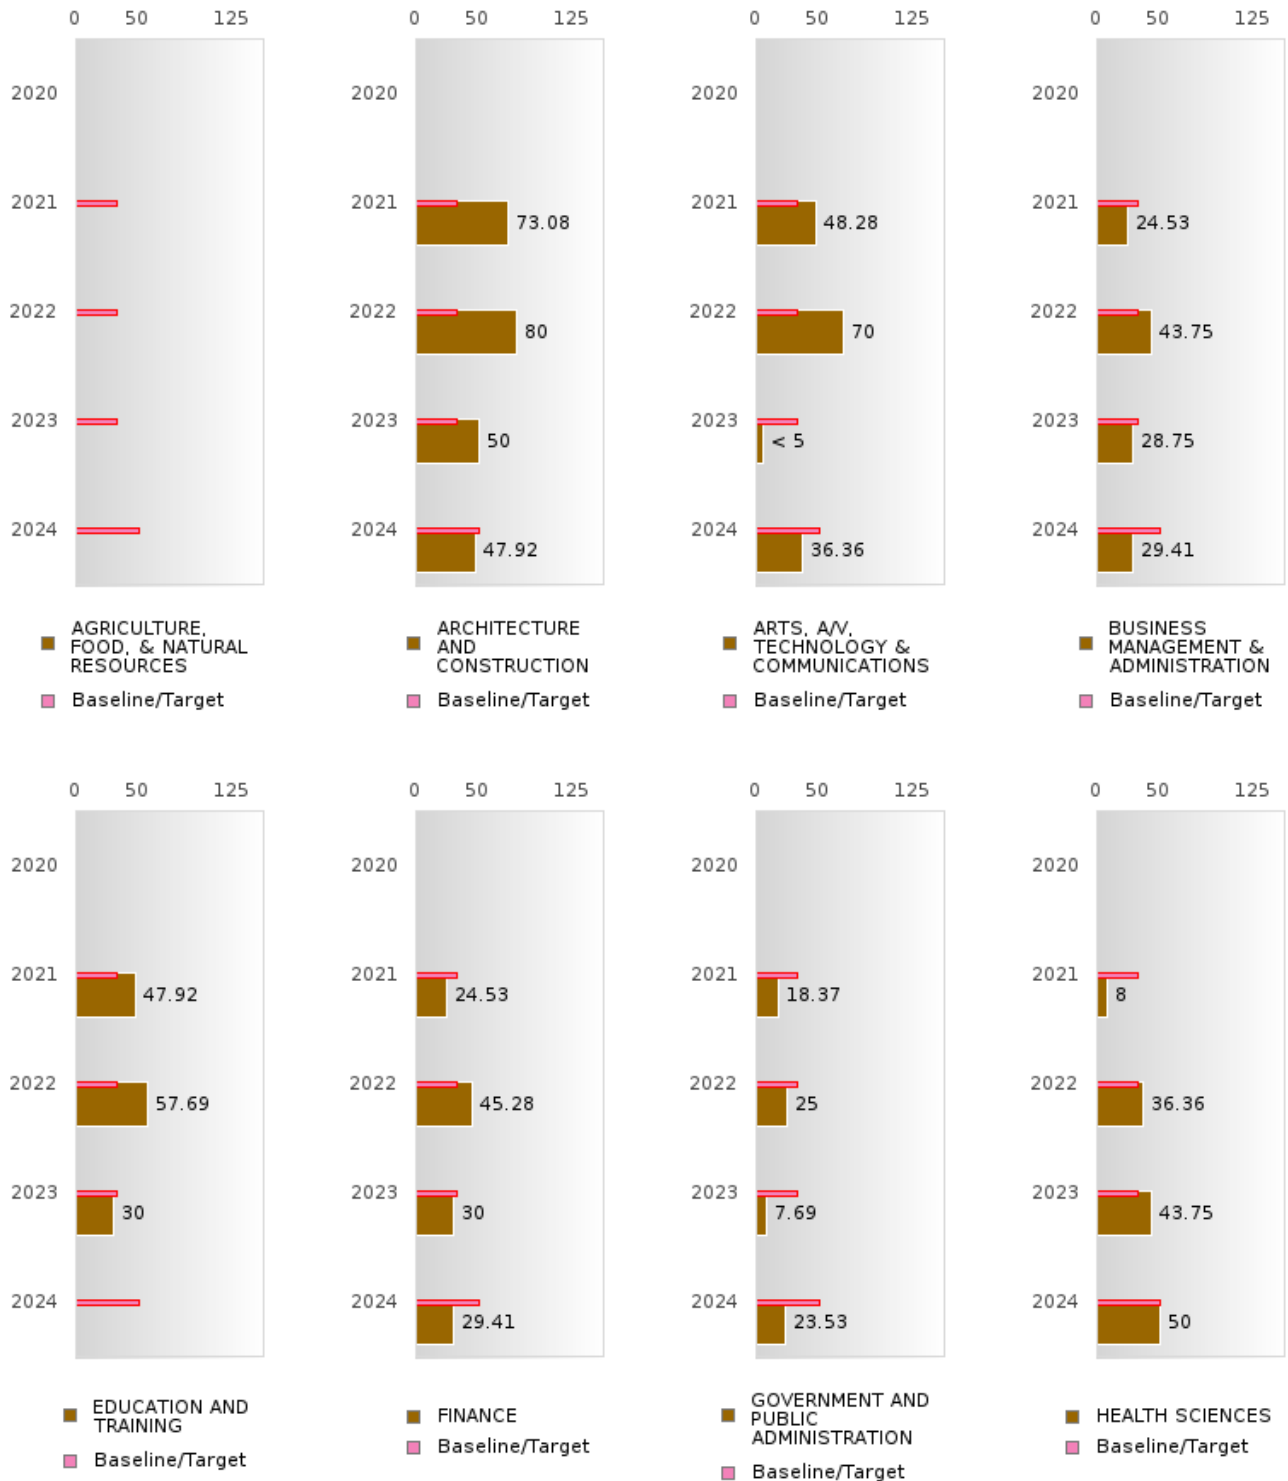 0 50 125 0 50 125 0 50 125 0 50 125
2020 2020 2020 2020
2021 2021 2021 2021
73.08 48.28 24.53
2022 2022 2022 2022
80 70 43.75
2023 2023 2023 2023
50 < 5 28.75
2024 2024 2024 2024
47.92 36.36 29.41
AGRICULTURE,
FOOD, & NATURAL
RESOURCES
Baseline/Target
ARCHITECTURE
AND
CONSTRUCTION
Baseline/Target
ARTS, A/V,
TECHNOLOGY &
COMMUNICATIONS
Baseline/Target
BUSINESS
MANAGEMENT &
ADMINISTRATION
Baseline/Target
0 50 125 0 50 125 0 50 125 0 50 125
2020 2020 2020 2020
2021 2021 2021 2021
47.92 24.53 18.37 8
2022 2022 2022 2022
57.69 45.28 25 36.36
2023 2023 2023 2023
30 30 7.69 43.75
2024 2024 2024 2024
29.41 23.53 50
EDUCATION AND
TRAINING
Baseline/Target
FINANCE
Baseline/Target
GOVERNMENT AND
PUBLIC
ADMINISTRATION
Baseline/Target
HEALTH SCIENCES
Baseline/Target